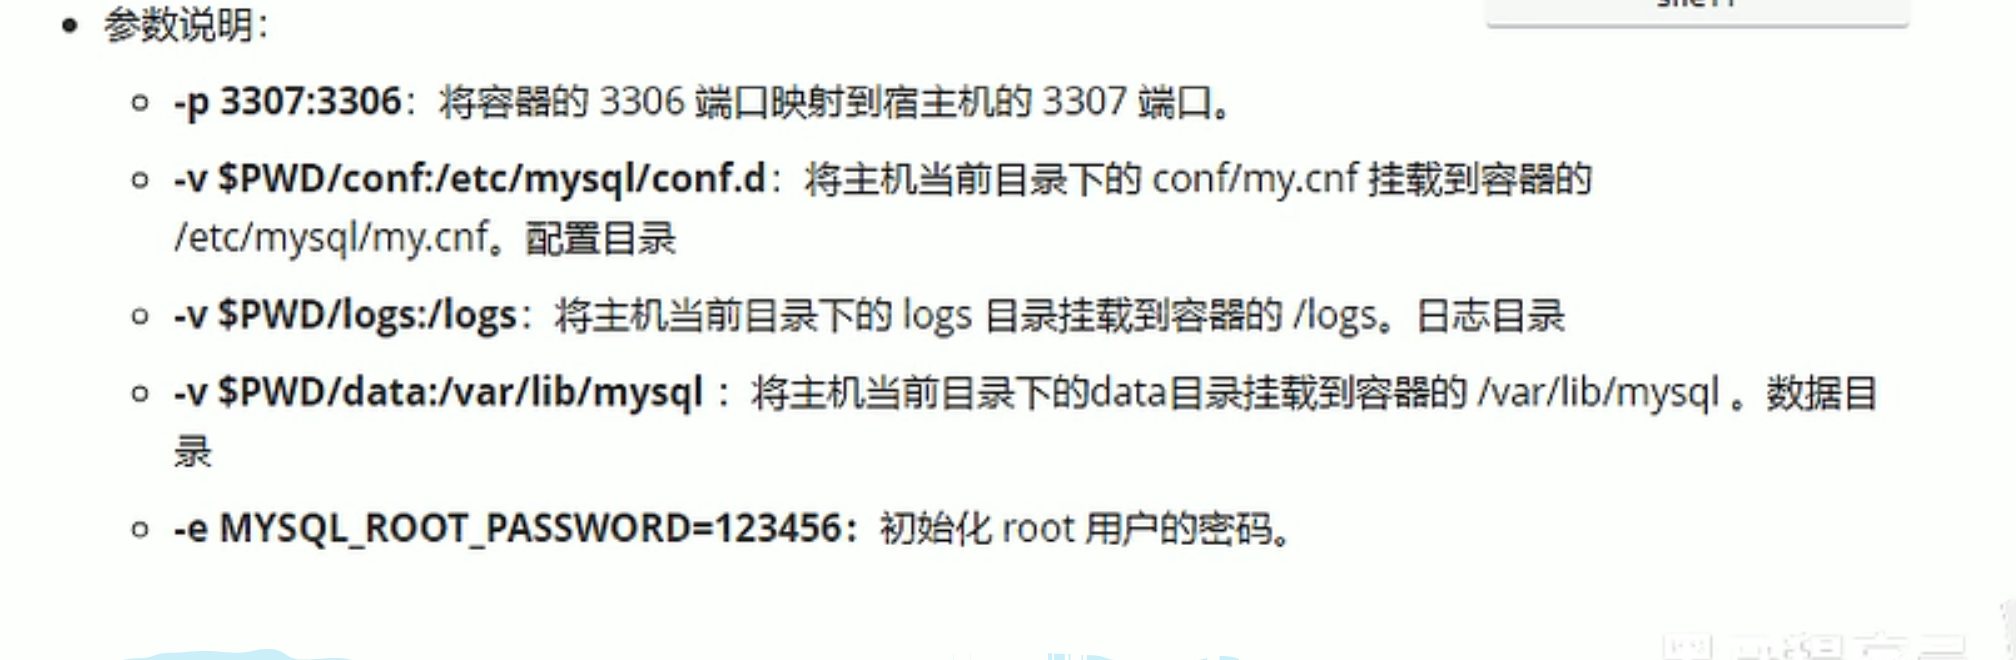 参数说明：
-p 3307:3306：将容器的 3306 端口映射到宿主机的 3307 端口。
-v $PWD/conf:/etc/mysql/conf.d：将主机当前目录下的 conf/my.cnf 挂载到容器的
/etc/mysql/my.cnf。配置目录
-v $PWD/logs:/logs：将主机当前目录下的 logs 目录挂载到容器的 /logs。日志目录
-v $PWD/data:/var/lib/mysql ：将主机当前目录下的data目录挂载到容器的 /var/lib/mysql 。数据目
录
-e MYSQL_ROOT_PASSWORD=123456：初始化 root 用户的密码。